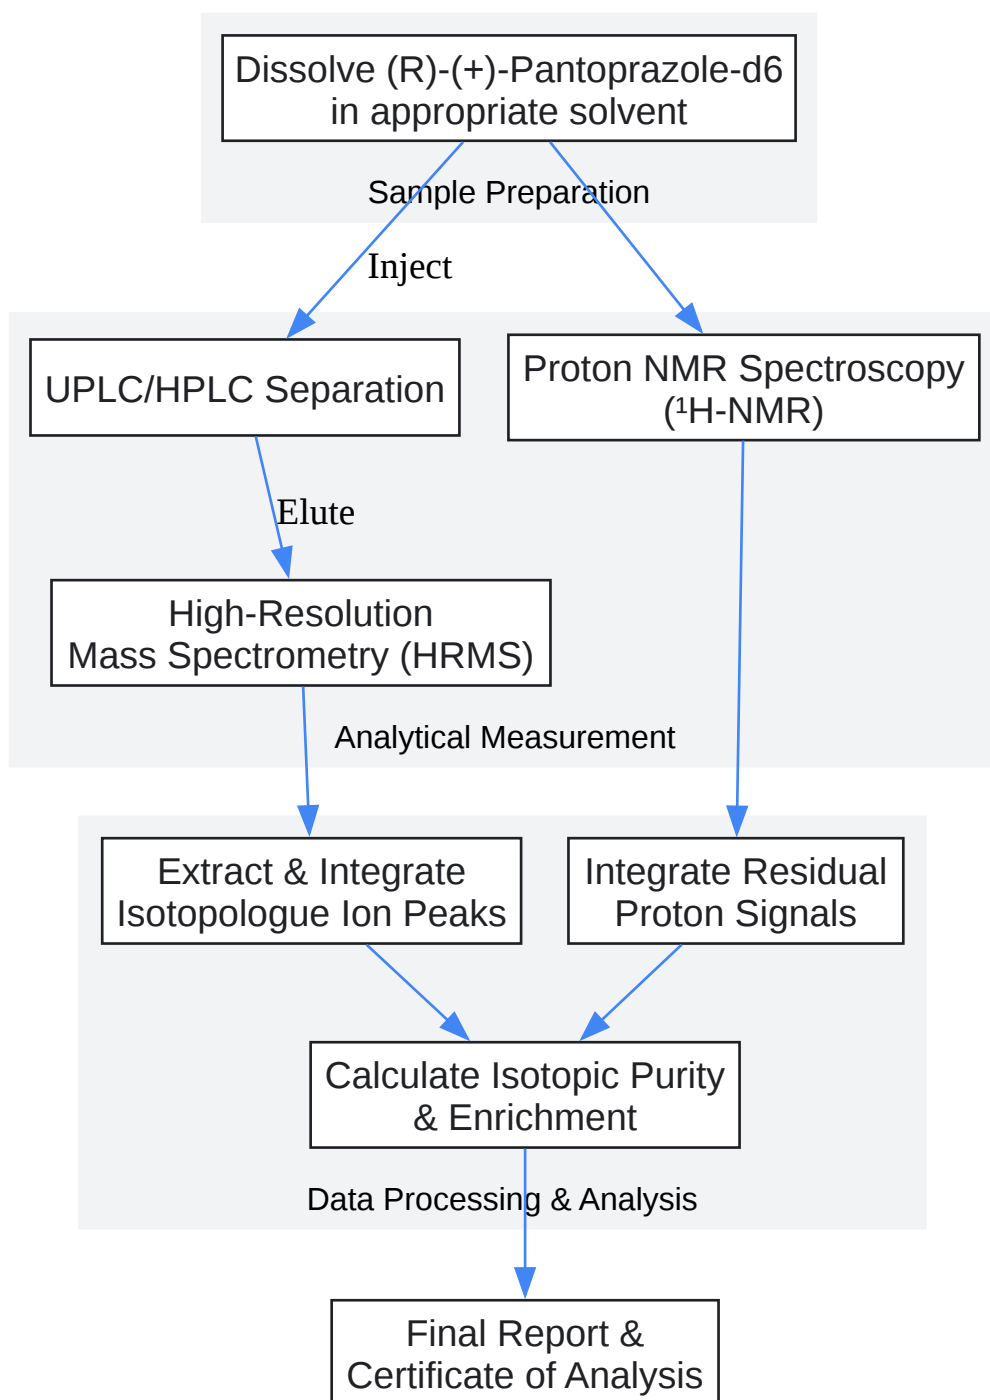 Dissolve (R)-(+)-Pantoprazole-d6
in appropriate solvent
Sample Preparation
Inject
UPLC/HPLC Separation
Proton NMR Spectroscopy
(¹H-NMR)
Elute
High-Resolution
Mass Spectrometry (HRMS)
Analytical Measurement
Extract & Integrate
Isotopologue Ion Peaks
Integrate Residual
Proton Signals
Calculate Isotopic Purity
& Enrichment
Data Processing & Analysis
Final Report &
Certificate of Analysis